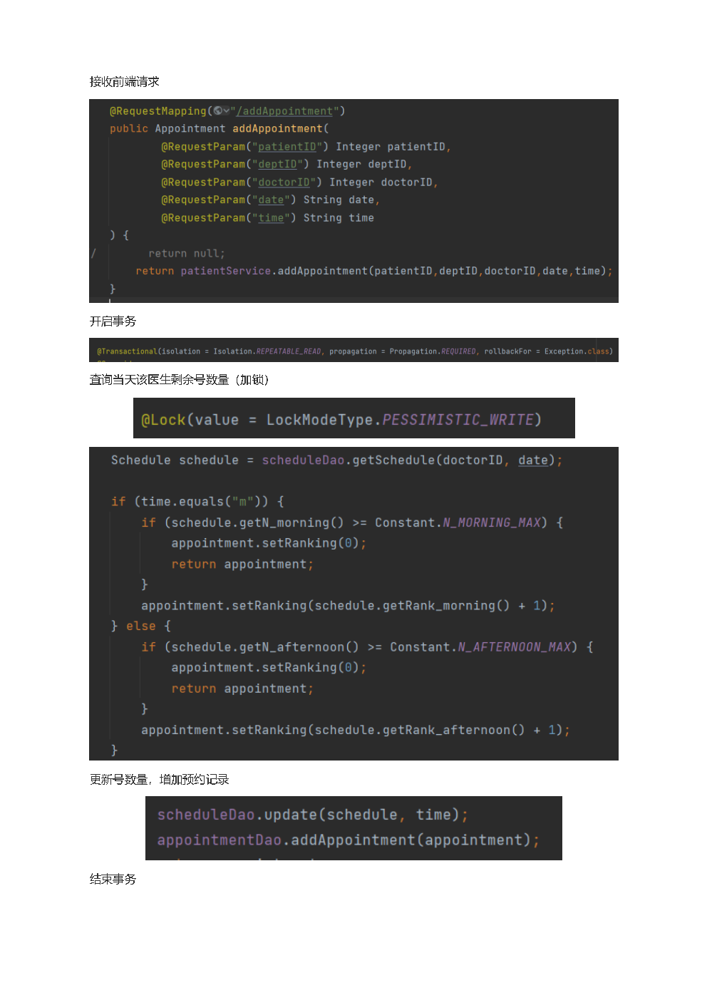 接收前端请求
@RequestMapping("/addAppointment")
public Appointment addAppointment(
@RequestParam("patientID") Integer patientID,
@RequestParam("deptID") Integer deptID,
@RequestParam("doctorID") Integer doctorID,
@RequestParam("date") String date,
@RequestParam("time") String time
) {
/ return null;
return patientService.addAppointment(patientID,deptID,doctorID,date,time);
}
开启事务
@Transactional(isolation = Isolation.REPEATABLE_READ, propagation = Propagation.REQUIRED, rollbackFor = Exception.class)
查询当天该医生剩余号数量（加锁）
@Lock(value = LockModeType.PESSIMISTIC_WRITE)
Schedule schedule = scheduleDao.getSchedule(doctorID, date);
if (time.equals("m")) {
if (schedule.getN_morning() >= Constant.N_MORNING_MAX) {
appointment.setRanking(0);
return appointment;
}
appointment.setRanking(schedule.getRank_morning() + 1);
} else {
if (schedule.getN_afternoon() >= Constant.N_AFTERNOON_MAX) {
appointment.setRanking(0);
return appointment;
}
appointment.setRanking(schedule.getRank_afternoon() + 1);
}
更新号数量，增加预约记录
scheduleDao.update(schedule, time);
appointmentDao.addAppointment(appointment);
结束事务